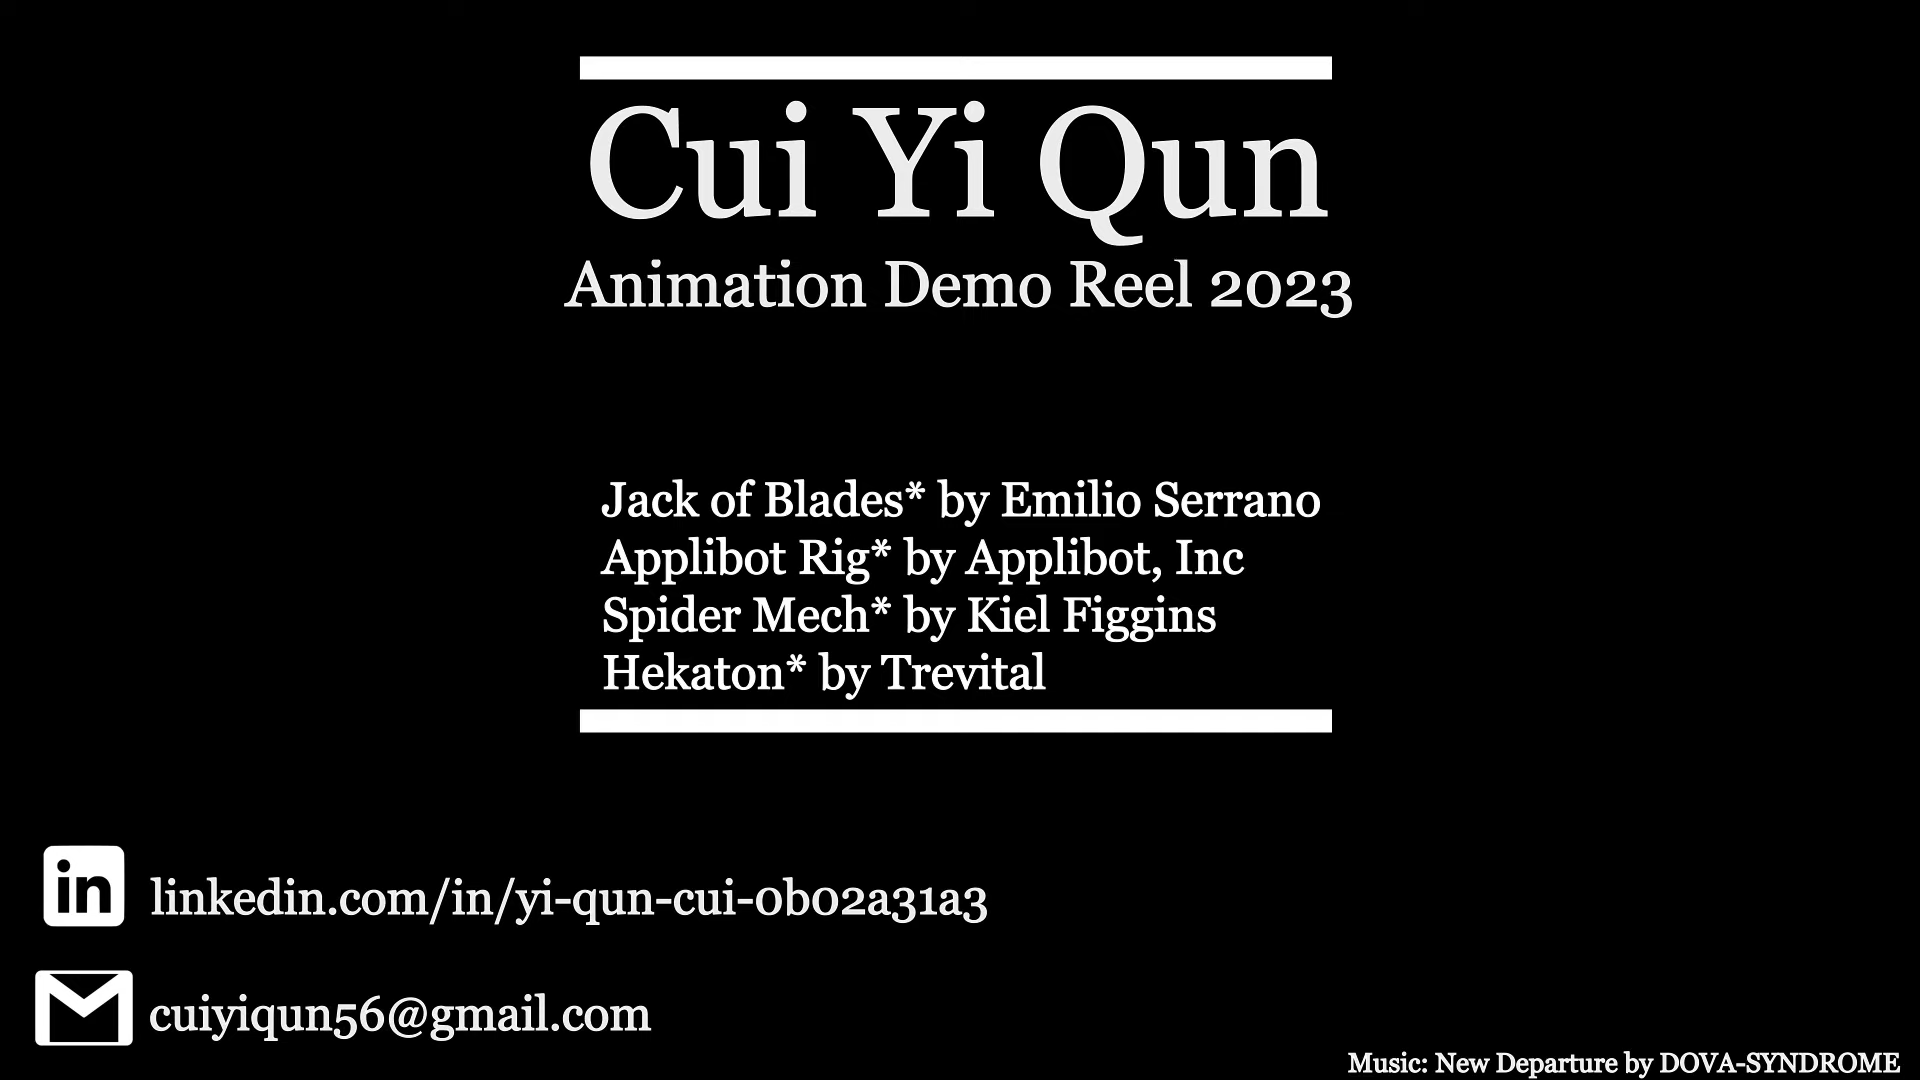 Cui Yi Qun
Animation Demo Reel 2023
Jack of Blades* by Emilio Serrano
Applibot Rig* by Applibot, Inc
Spider Mech* by Kiel Figgins
Hekaton* by Trevital
in linkedin.com/in/yi-qun-cui-0b02a31a3
cuiyiqun56@gmail.com
Music: New Departure by DOVA-SYNDROME